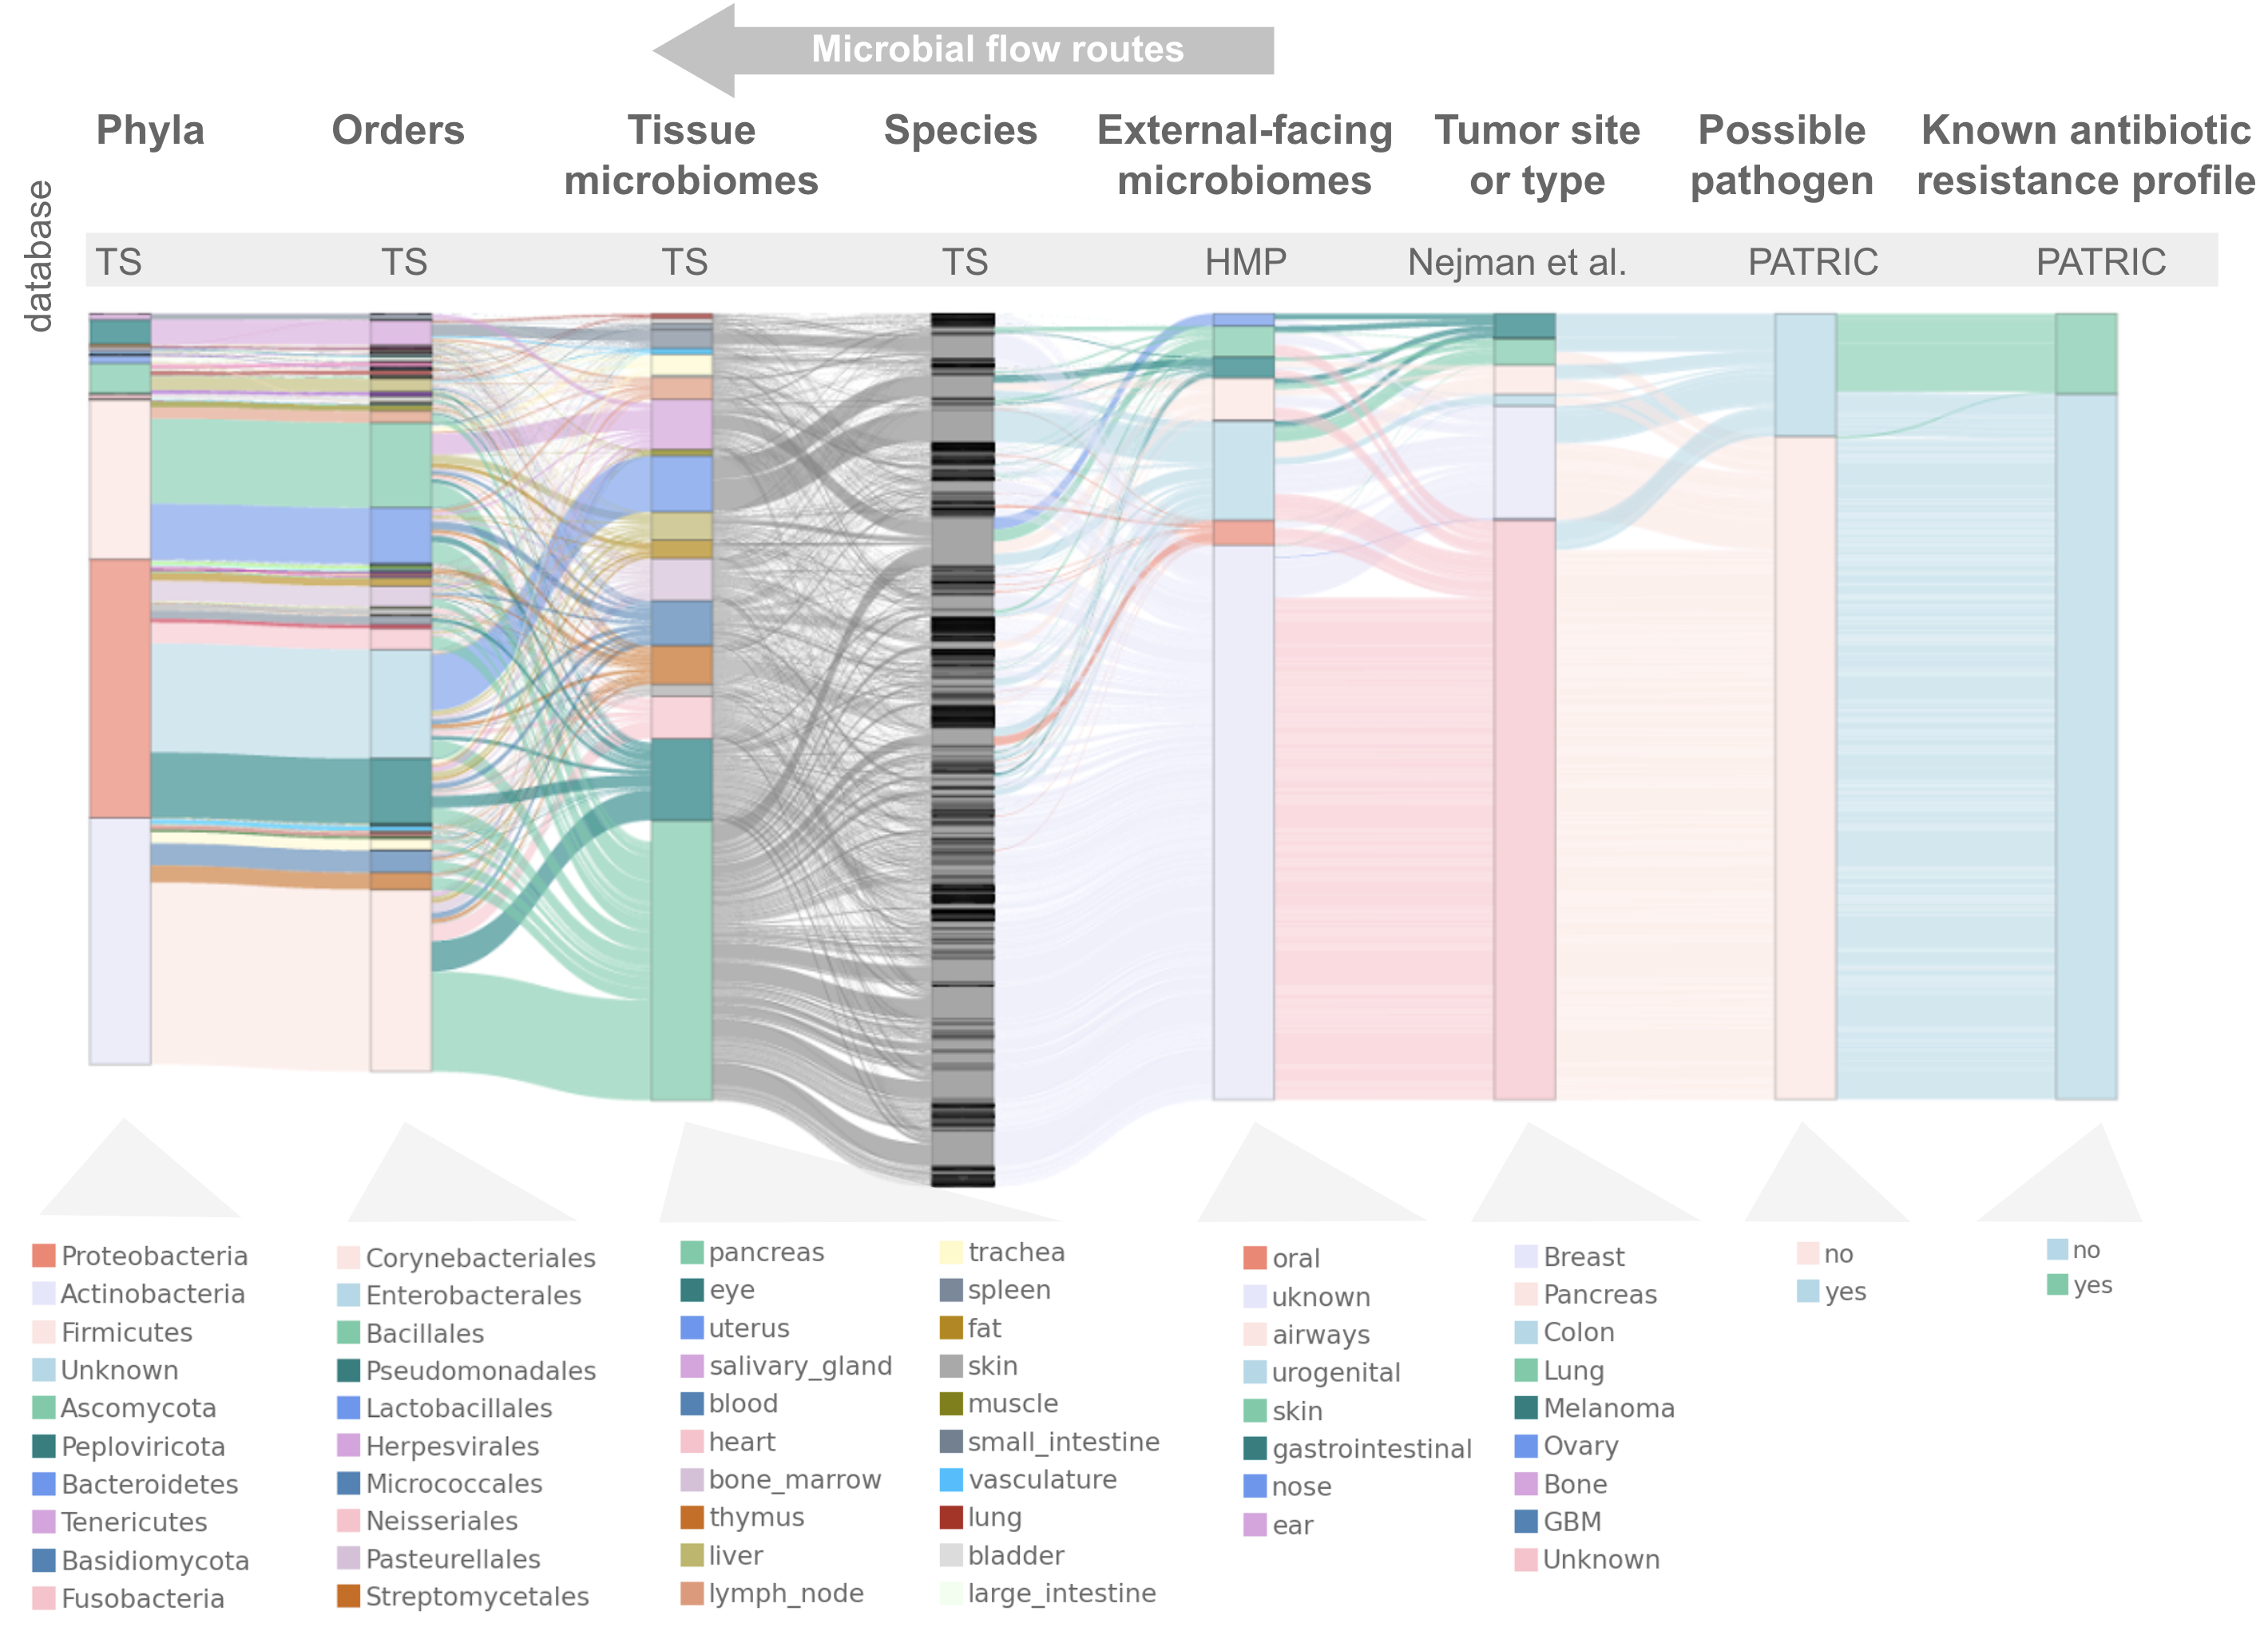 Microbial flow routes
Phyla
Orders
Tissue
microbiomes
Species
External-facing
microbiomes
Tumor site
or type
Possible
pathogen
Known antibiotic
resistance profile
database
TS
TS
TS
TS
HMP
Nejman et al.
PATRIC
PATRIC
Proteobacteria
Actinobacteria
Firmicutes
Unknown
Ascomycota
Peploviricota
Bacteroidetes
Tenericutes
Basidiomycota
Fusobacteria
Corynebacteriales
Enterobacterales
Bacillales
Pseudomonadales
Lactobacillales
Herpesvirales
Micrococcales
Neisseriales
Pasteurellales
Streptomycetales
pancreas
eye
uterus
salivary_gland
blood
heart
bone_marrow
thymus
liver
lymph_node
trachea
spleen
fat
skin
muscle
small_intestine
vasculature
lung
bladder
large_intestine
oral
uknown
airways
urogenital
skin
gastrointestinal
nose
ear
Breast
Pancreas
Colon
Lung
Melanoma
Ovary
Bone
GBM
Unknown
no
yes
no
yes